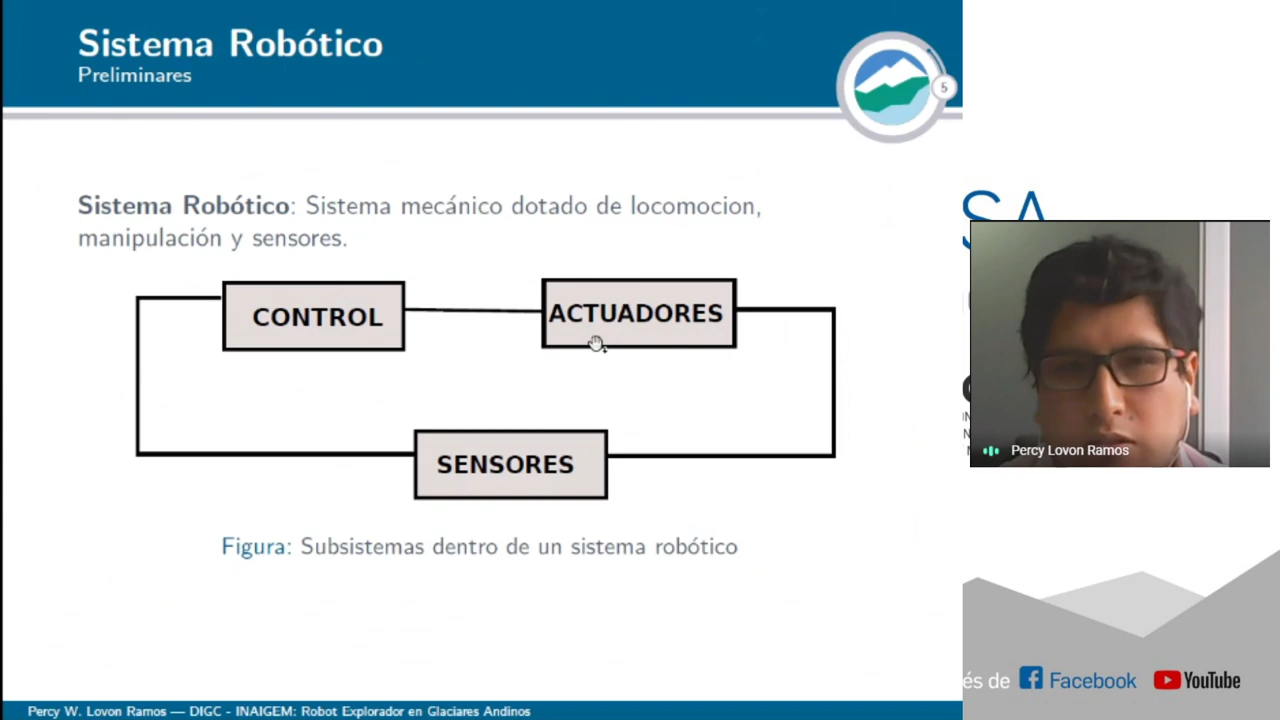 Sistema Robótico
Preliminares
5
Sistema Robótico: Sistema mecánico dotado de locomocion,
manipulación y sensores.
CONTROL
ACTUADORES
SENSORES
Figura: Subsistemas dentro de un sistema robótico
Percy W. Lovon Ramos — DIGC - INAIGEM: Robot Explorador en Glaciares Andinos
SA
Percy Lovon Ramos
és de Facebook YouTube